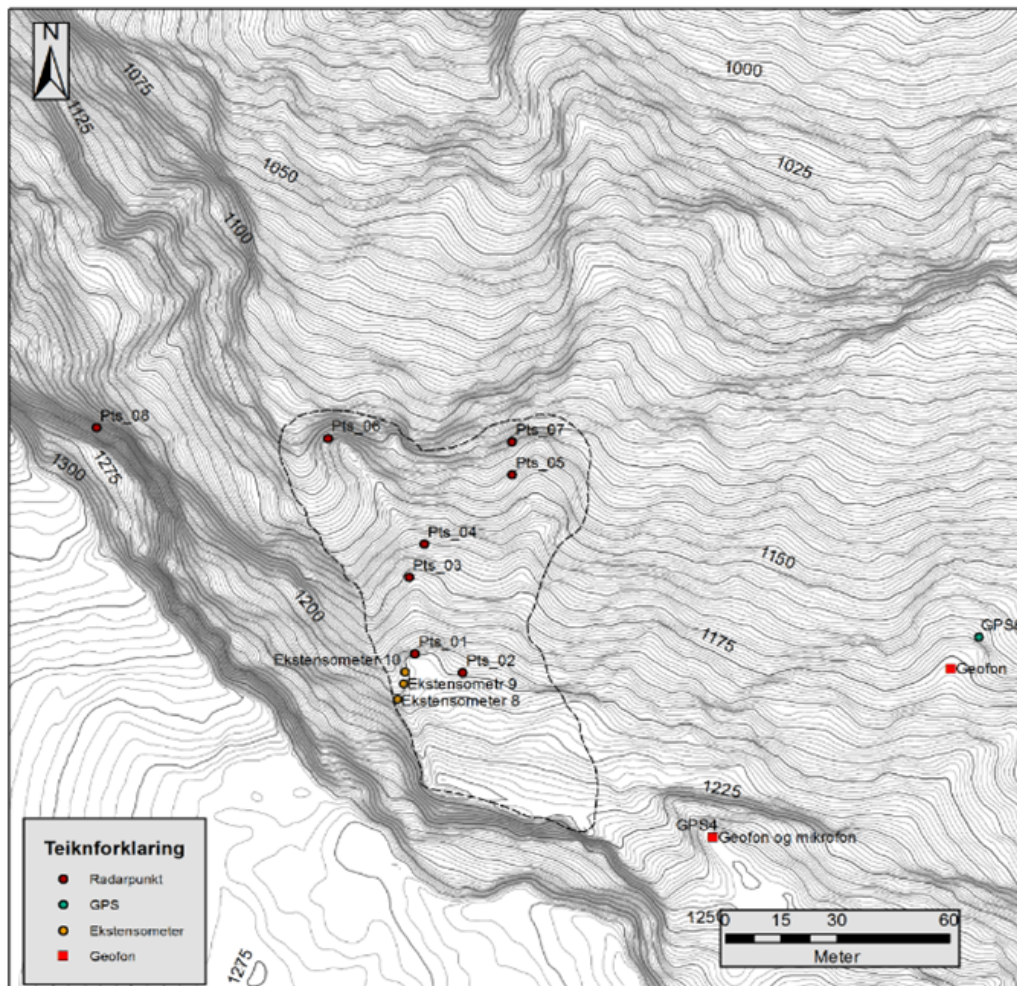 N
1075
1125
1000
1050
1025
1100
Pts_08
Pts_06
Pts_07
1275
1300
Pts_05
Pts_04
1150
Pts_03
1200
1175
Pts_01
Ekstensometer 10
Pts_02
Geofon
Ekstensometr 9
Ekstensometer 8
1225
GPS4
Geofon og mikrofon
Teiknforklaring
Radarpunkt
GPS
Ekstensometer
Geofon
1275
0 15 30 60
Meter